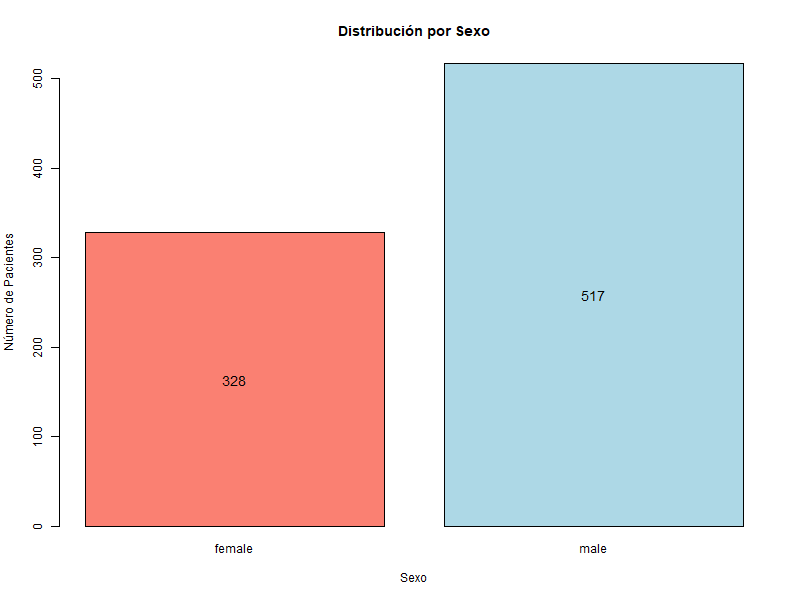 Distribución por Sexo
Número de Pacientes
500
400
300
200
100
0
328
517
female
male
Sexo